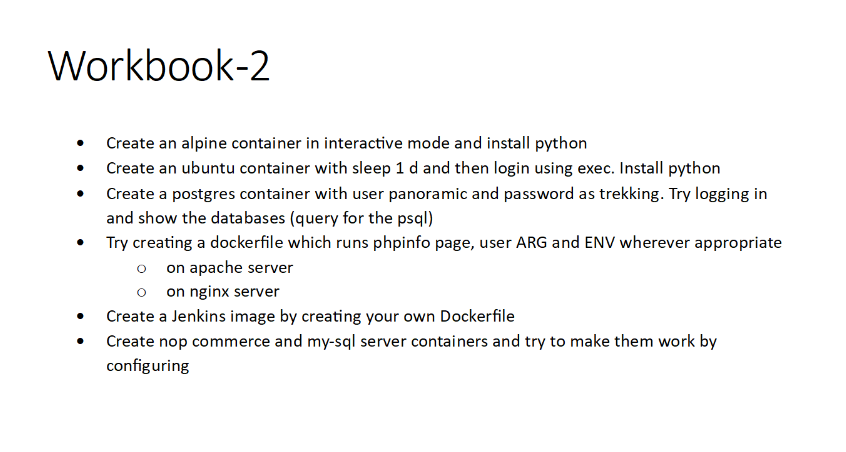 Workbook-2
• Create an alpine container in interactive mode and install python
• Create an ubuntu container with sleep 1 d and then login using exec. Install python
• Create a postgres container with user panoramic and password as trekking. Try logging in
and show the databases (query for the psql)
• Try creating a dockerfile which runs phpinfo page, user ARG and ENV wherever appropriate
o on apache server
o on nginx server
• Create a Jenkins image by creating your own Dockerfile
• Create nop commerce and my-sql server containers and try to make them work by
configuring